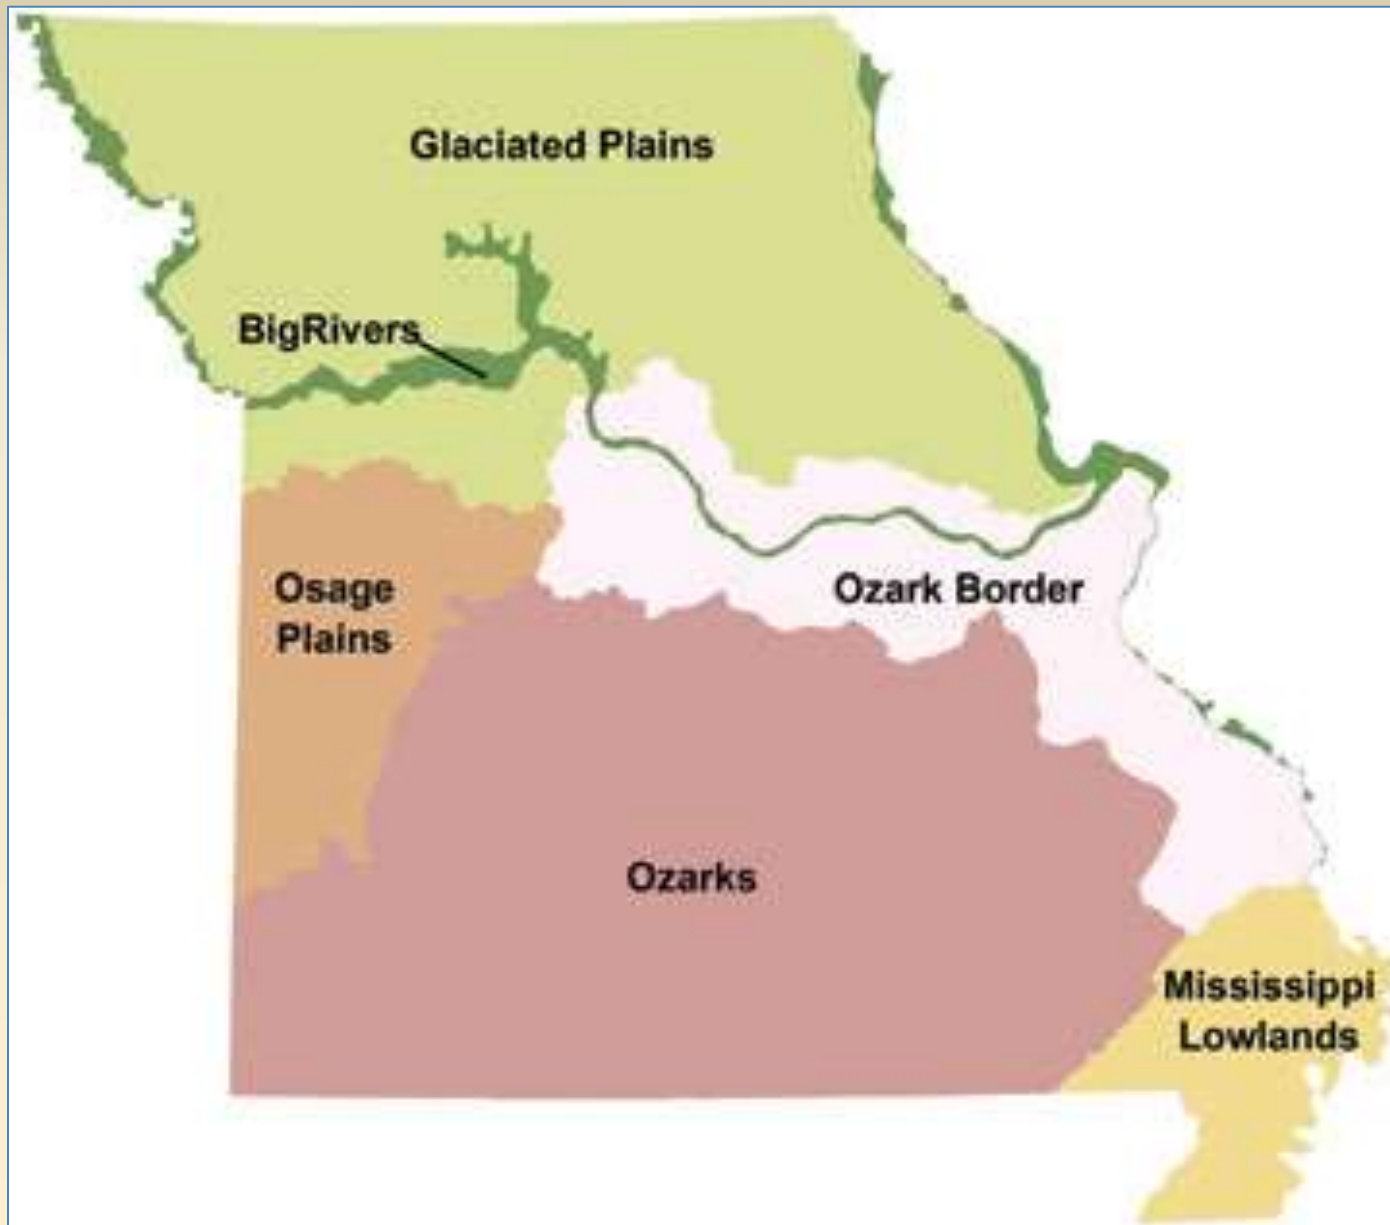 Glaciated Plains
BigRivers
Osage
Plains
Ozark Border
Ozarks
Mississippi
Lowlands